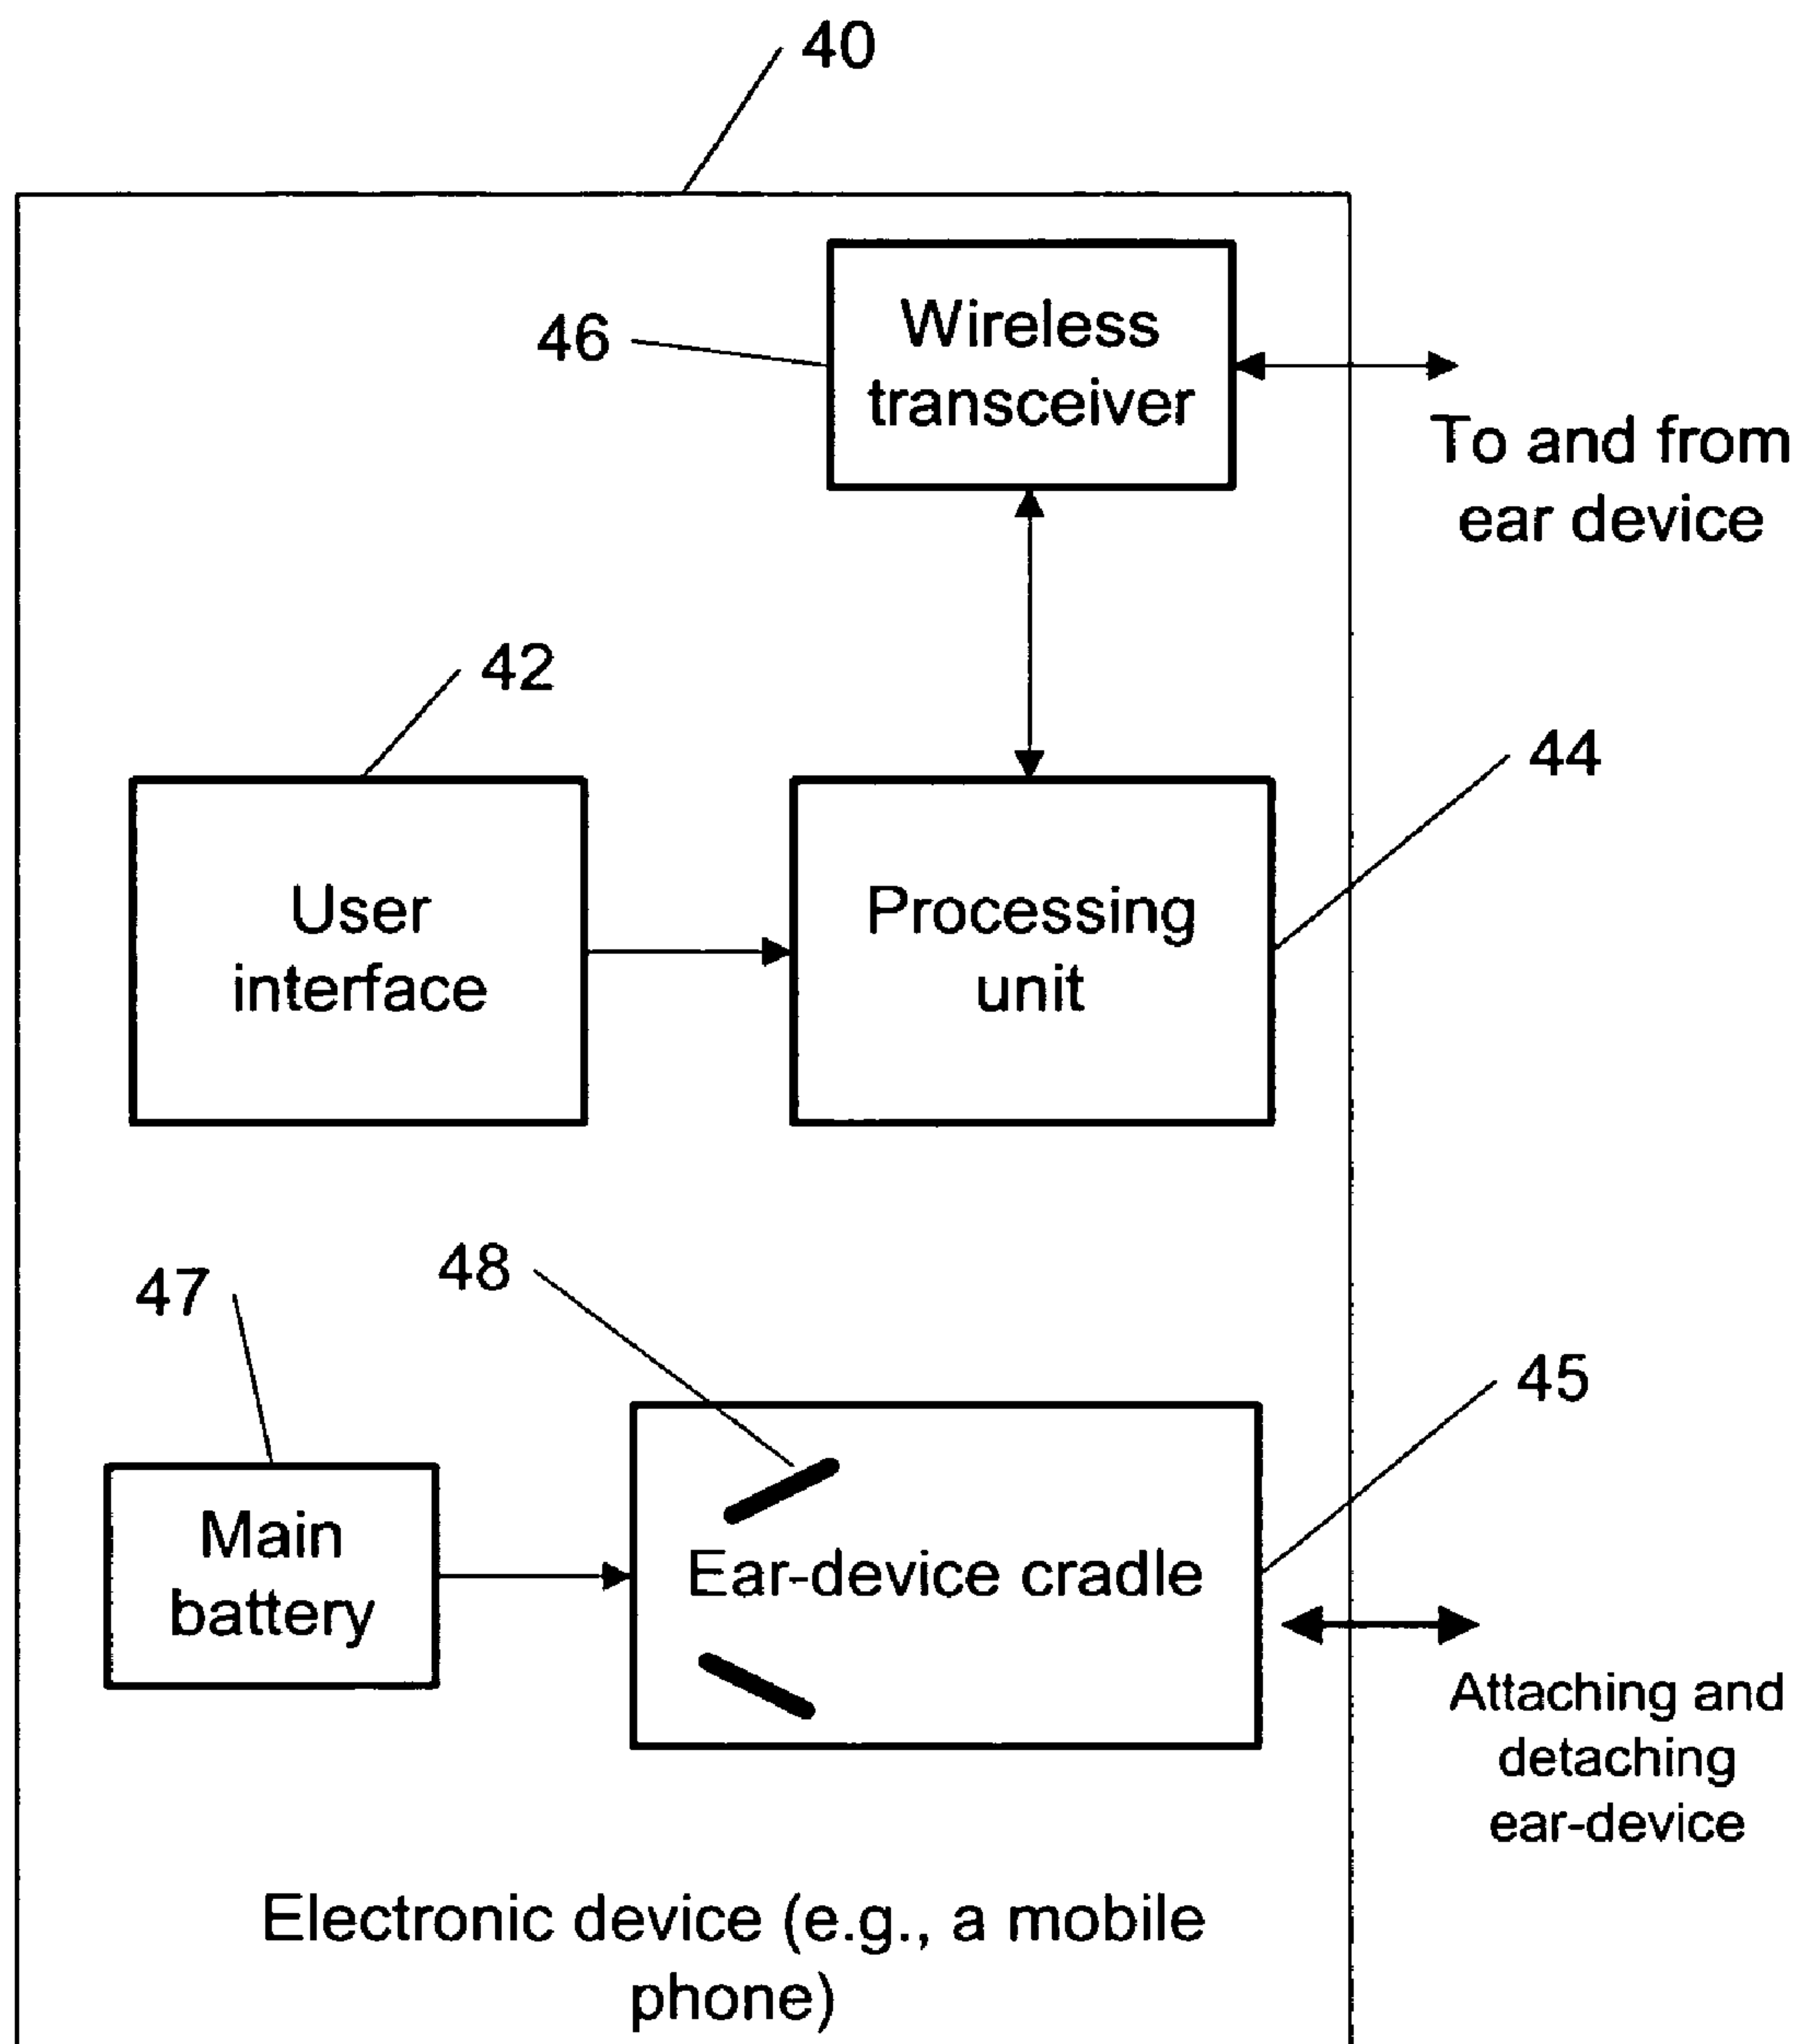 40
46
Wireless
transceiver
To and from
ear device
42
44
User
interface
Processing
unit
47
48
45
Main
battery
Ear-device cradle
Attaching and
detaching
ear-device
Electronic device (e.g., a mobile
phone)